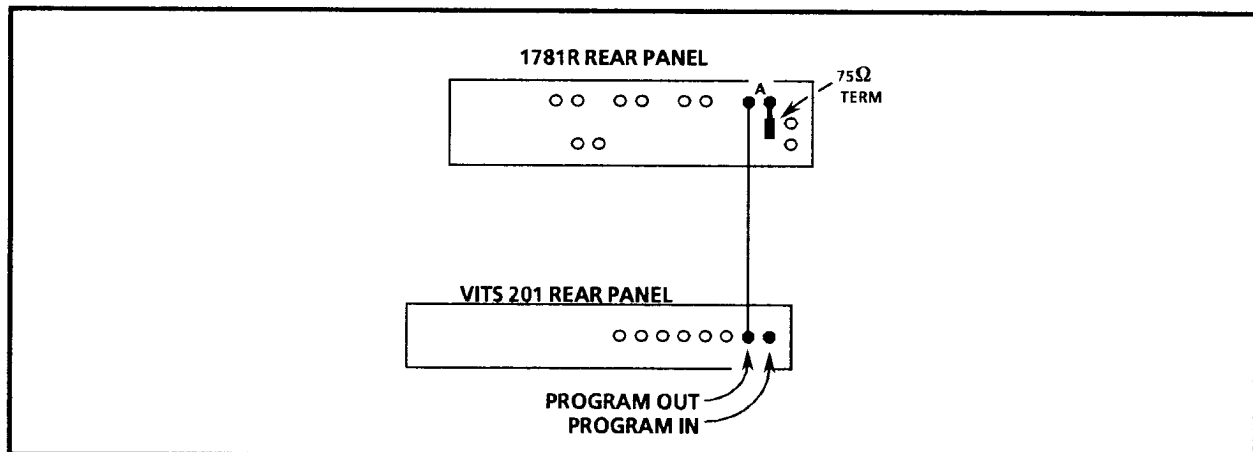 1781R REAR PANEL
A
75Ω
TERM
VITS 201 REAR PANEL
PROGRAM OUT
PROGRAM IN